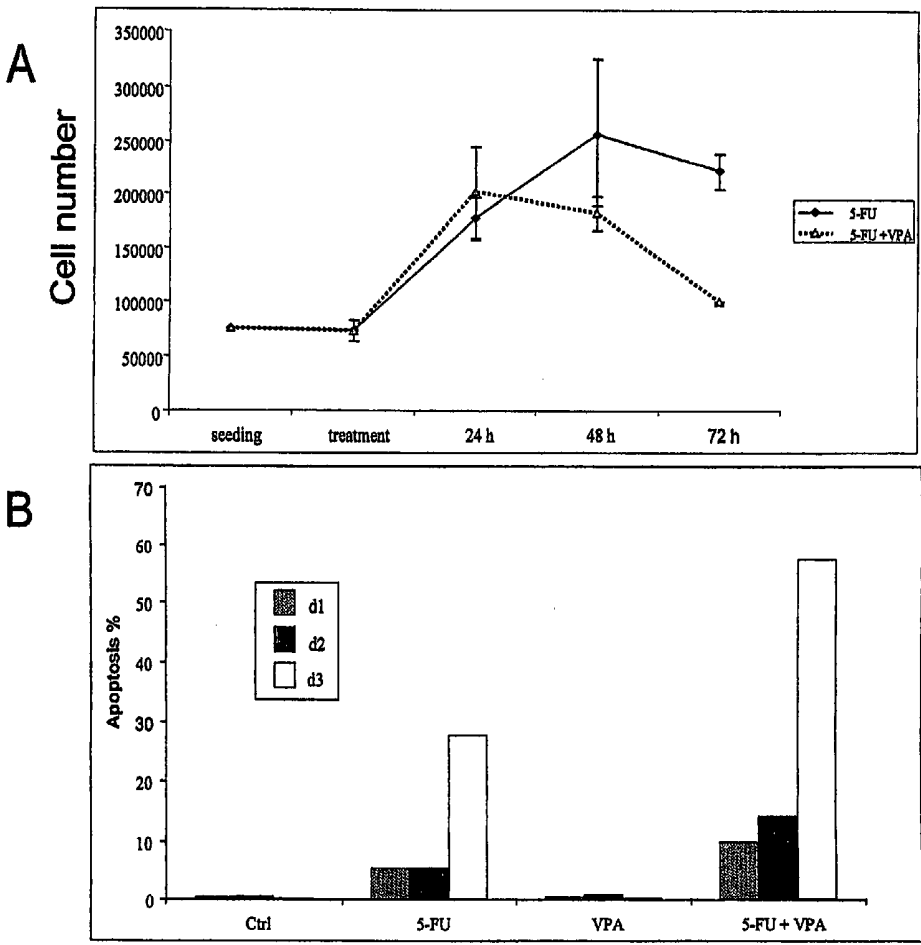 A
Cell number
350000
300000
250000
200000
150000
100000
50000
0
seeding treatment 24 h 48 h 72 h
5-FU
5-FU+VPA
B
Apoptosis %
70
60
50
40
30
20
10
0
d1
d2
d3
Ctrl 5-FU VPA 5-FU + VPA